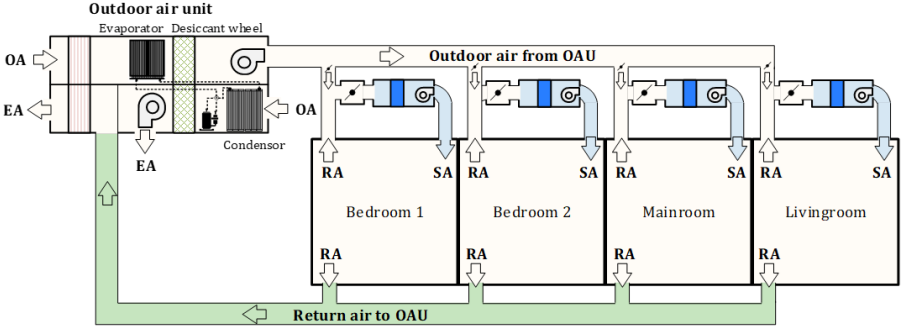 Outdoor air unit
Evaporator Desiccant wheel
OA
Outdoor air from OAU
EA
OA
Condensor
EA
RA SA RA SA RA SA RA SA
Bedroom 1 Bedroom 2 Mainroom Livingroom
RA RA RA RA
Return air to OAU